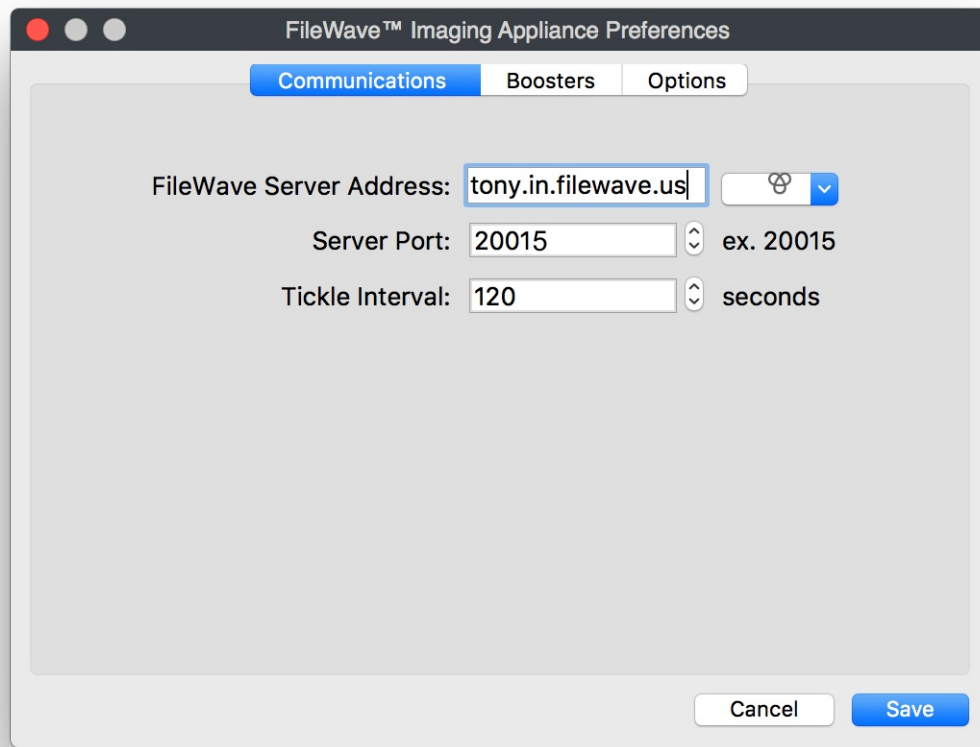 FileWave™ Imaging Appliance Preferences
Communications Boosters Options
FileWave Server Address: tony.in.filewave.us
Server Port: 20015 ex. 20015
Tickle Interval: 120 seconds
Cancel Save